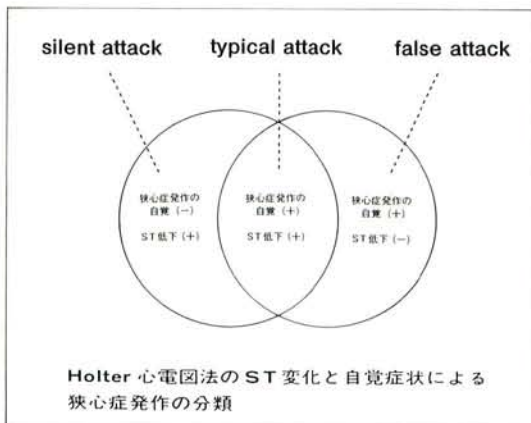 silent attack
typical attack
false attack
狭心症発作の
自覚 (－)
ST低下 (＋)
狭心症発作の
自覚 (＋)
ST低下 (＋)
狭心症発作の
自覚 (＋)
ST低下 (－)
Holter 心電図法のST変化と自覚症状による
狭心症発作の分類